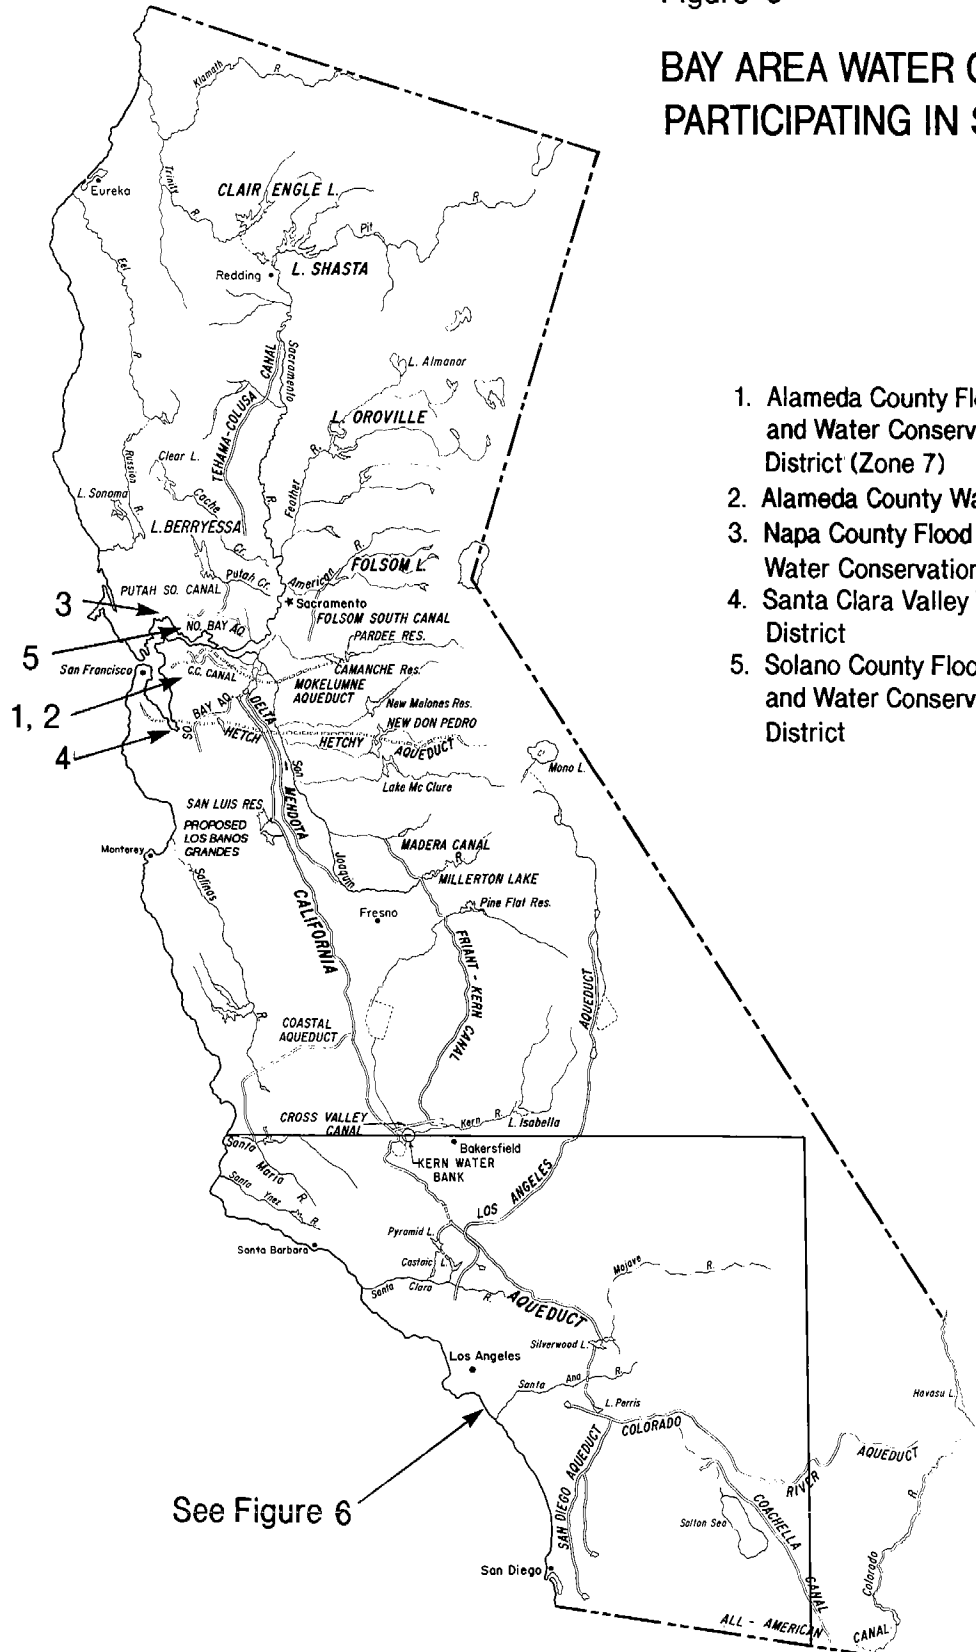 BAY AREA WATER
PARTICIPATING IN
1. Alameda County
and Water Conserv
District (Zone 7)
2. Alameda County Wa
3. Napa County Flood
Water Conservation
4. Santa Clara Valley
District
5. Solano County Floo
and Water Conserv
District
Klamath R.
Eureka
Trinity R.
CLAIR ENGLE L.
Pit R.
L. SHASTA
Redding
Eel R.
TEHAMA-COLUSA CANAL
Sacramento R.
L. Almanor
L. OROVILLE
Feather R.
Russian R.
Clear L.
L. Sonoma
Cache Cr.
L. BERRYESSA
American R.
FOLSOM L.
PUTAH SO. CANAL
Putah Cr.
Sacramento
3
FOLSOM SOUTH CANAL
NO. BAY AQ.
PARDEE RES.
5
San Francisco
C.C. CANAL
CAMANCHE Res.
MOKELUMNE
AQUEDUCT
1, 2
SO. BAY AQ.
New Melones Res.
NEW DON PEDRO
HETCH HETCHY AQUEDUCT
4
DELTA - MENDOTA
San Joaquin R.
Mono L.
Lake Mc Clure
SAN LUIS RES.
PROPOSED
LOS BANOS
GRANDES
Monterey
MADERA CANAL
MILLERTON LAKE
Salinas R.
Fresno
Pine Flat Res.
CALIFORNIA
FRIANT - KERN CANAL
AQUEDUCT
COASTAL
AQUEDUCT
CROSS VALLEY
CANAL
Kern R.
L. Isabella
Bakersfield
KERN WATER
BANK
Santa Maria R.
Santa Ynez R.
LOS ANGELES
Santa Barbara
Pyramid L.
Castaic L.
Santa Clara R.
AQUEDUCT
Mojave R.
Silverwood L.
Los Angeles
Santa Ana R.
L. Perris
Havasu L.
COLORADO RIVER AQUEDUCT
SAN DIEGO AQUEDUCT
See Figure 6
Salton Sea
COACHELLA CANAL
Colorado R.
San Diego
ALL - AMERICAN CANAL